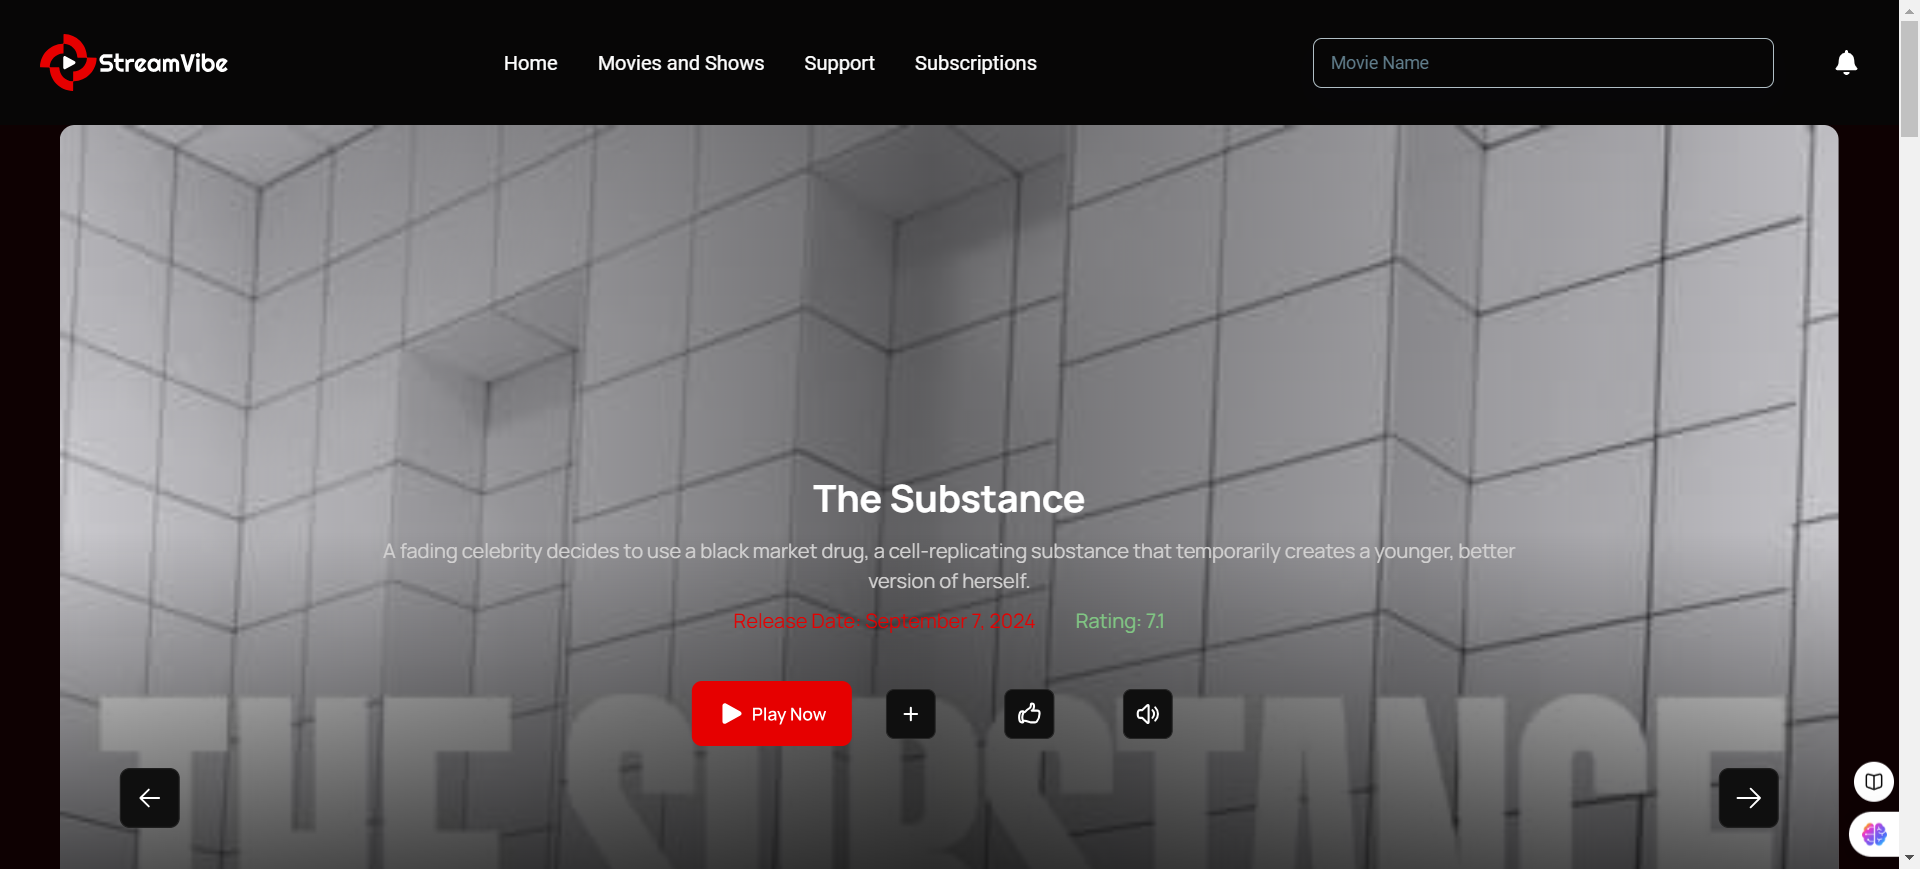 StreamVibe
Home
Movies and Shows
Support
Subscriptions
Movie Name
The Substance
A fading celebrity decides to use a black market drug, a cell-replicating substance that temporarily creates a younger, better
version of herself.
Release Date: September 7, 2024
Rating: 7.1
Play Now
THE SUBSTANCE